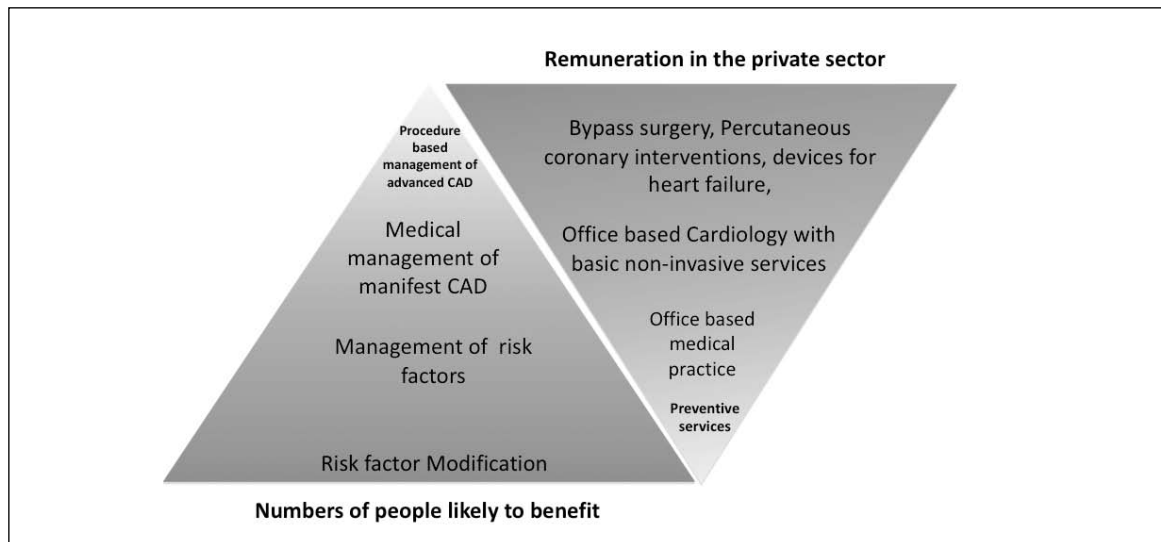 Remuneration in the private sector
Procedure
based
management of
advanced CAD
Medical
management of
manifest CAD
Management of risk
factors
Risk factor Modification
Bypass surgery, Percutaneous
coronary interventions, devices for
heart failure,
Office based Cardiology with
basic non-invasive services
Office based
medical
practice
Preventive
services
Numbers of people likely to benefit